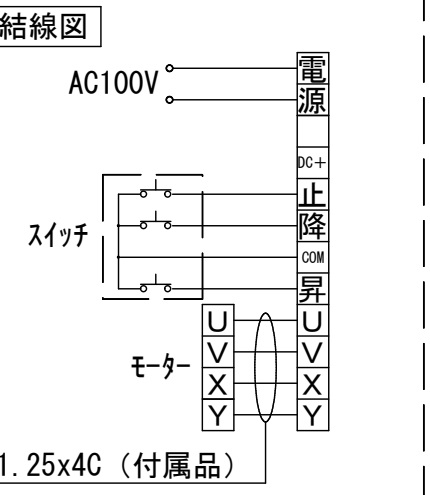 結線図
AC100V
電
源
DC+
止
降
COM
昇
スイッチ
U U
V V
X X
Y Y
モーター
1.25x4C（付属品）